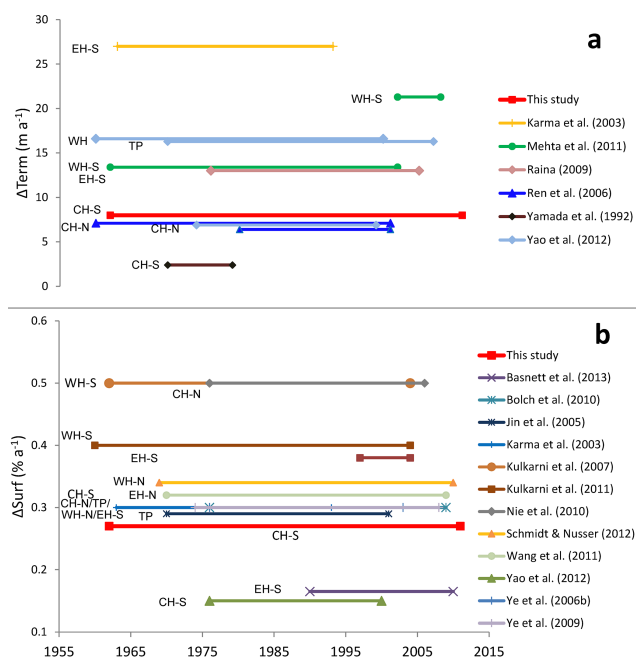 a
30
25
20
15
10
5
0
ΔTerm (m a-1)
EH-S
WH-S
WH
TP
WH-S
EH-S
CH-S
CH-N
CH-N
CH-S
This study
Karma et al. (2003)
Mehta et al. (2011)
Raina (2009)
Ren et al. (2006)
Yamada et al. (1992)
Yao et al. (2012)
b
0.6
0.5
0.4
0.3
0.2
0.1
ΔSurf (% a-1)
WH-S
CH-N
WH-S
EH-S
WH-N
CH-S
EH-N
CH-N/TP/
WH-N/EH-S
TP
CH-S
EH-S
CH-S
This study
Basnett et al. (2013)
Bolch et al. (2010)
Jin et al. (2005)
Karma et al. (2003)
Kulkarni et al. (2007)
Kulkarni et al. (2011)
Nie et al. (2010)
Schmidt & Nusser (2012)
Wang et al. (2011)
Yao et al. (2012)
Ye et al. (2006b)
Ye et al. (2009)
1955 1965 1975 1985 1995 2005 2015